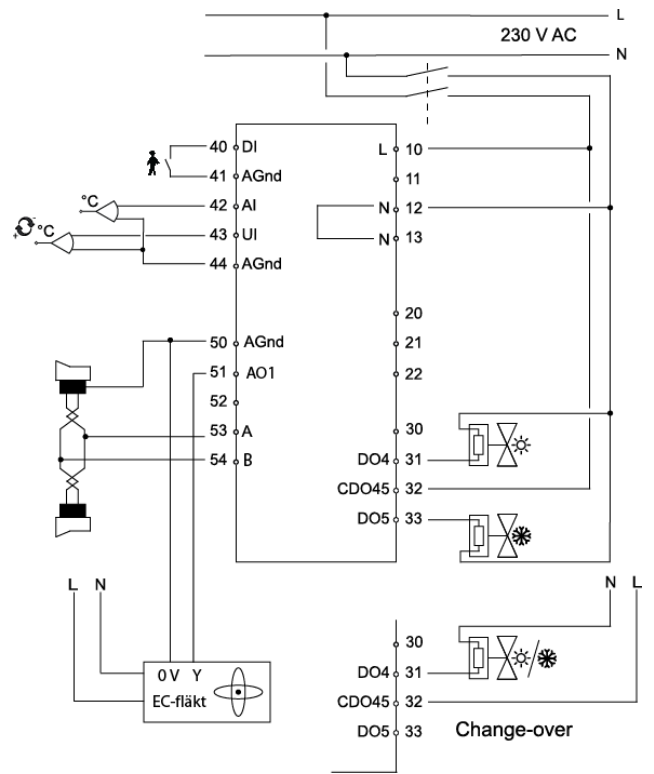 L
230 V AC
N
40 DI
L 10
41 AGnd
11
°C
42 AI
N 12
°C
43 UI
N 13
44 AGnd
20
50 AGnd
21
51 AO1
22
52
53 A
30
54 B
DO4 31
CDO45 32
DO5 33
L N
N L
30
0 V Y
DO4 31
EC-fläkt
CDO45 32
DO5 33
Change-over